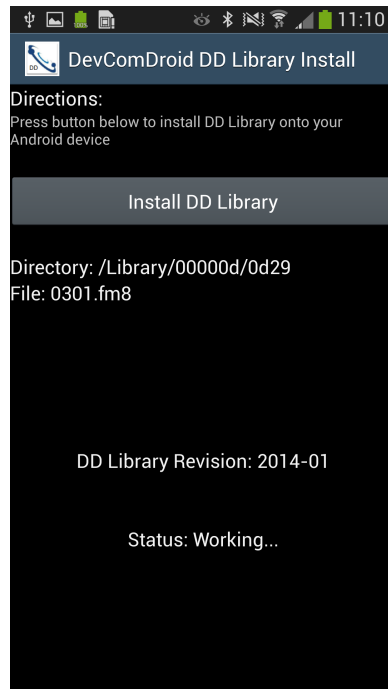 11:10
DD
DevComDroid DD Library Install
Directions:
Press button below to install DD Library onto your
Android device
Install DD Library
Directory: /Library/00000d/0d29
File: 0301.fm8
DD Library Revision: 2014-01
Status: Working...